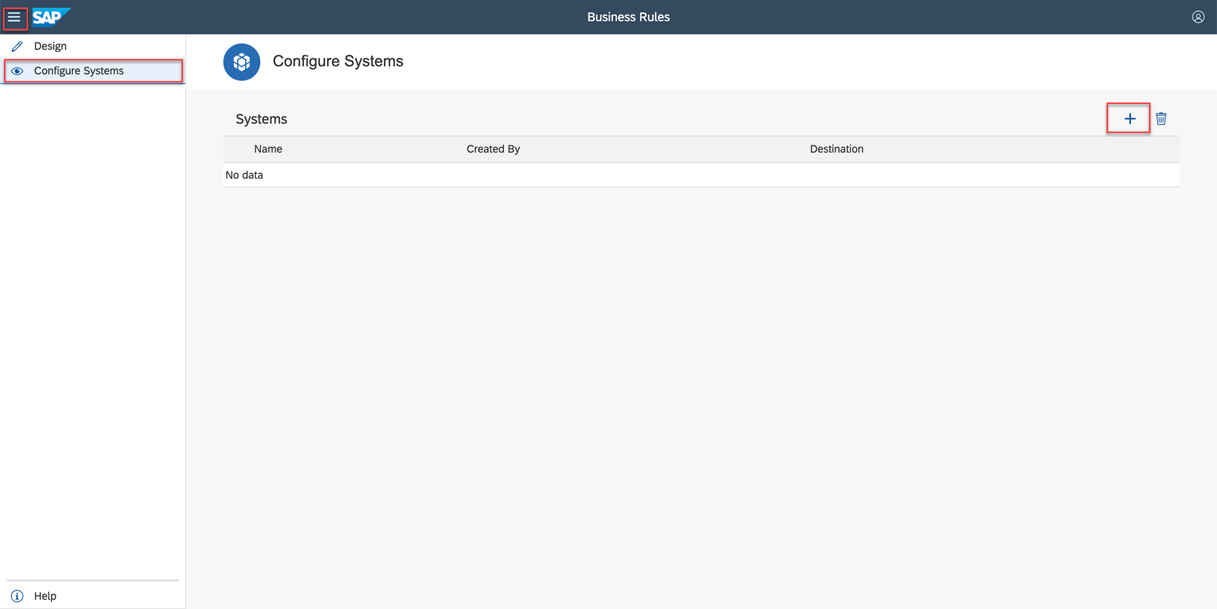 SAP
Business Rules
Design
Configure Systems
Configure Systems
Systems
Name Created By Destination
No data
Help